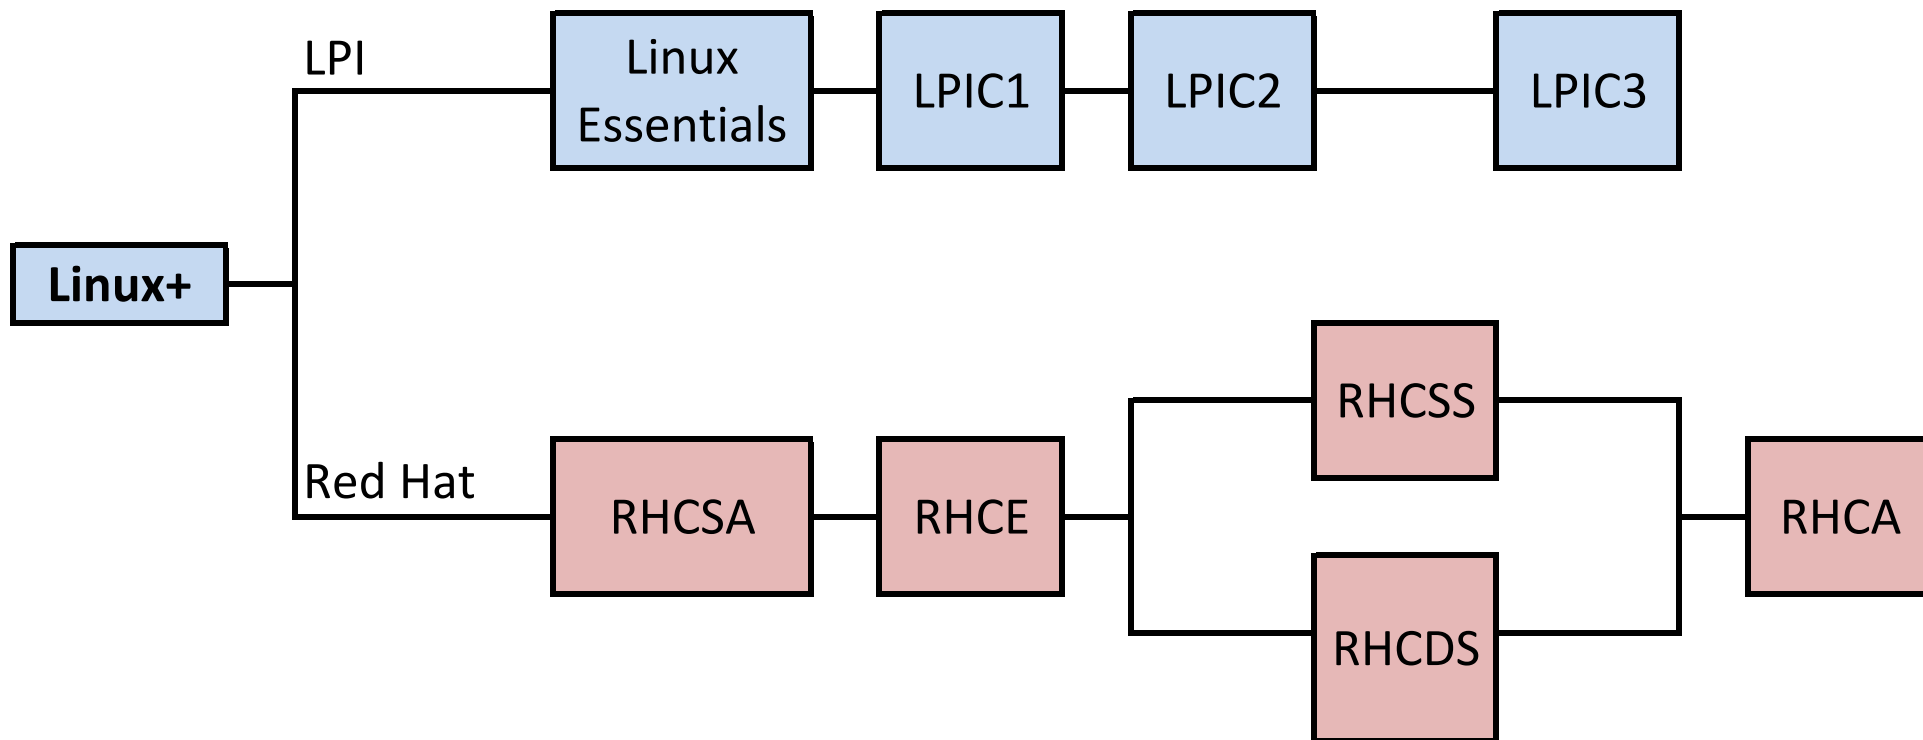 LPI
Linux
Essentials
LPIC1
LPIC2
LPIC3
Linux+
Red Hat
RHCSA
RHCE
RHCSS
RHCDS
RHCA